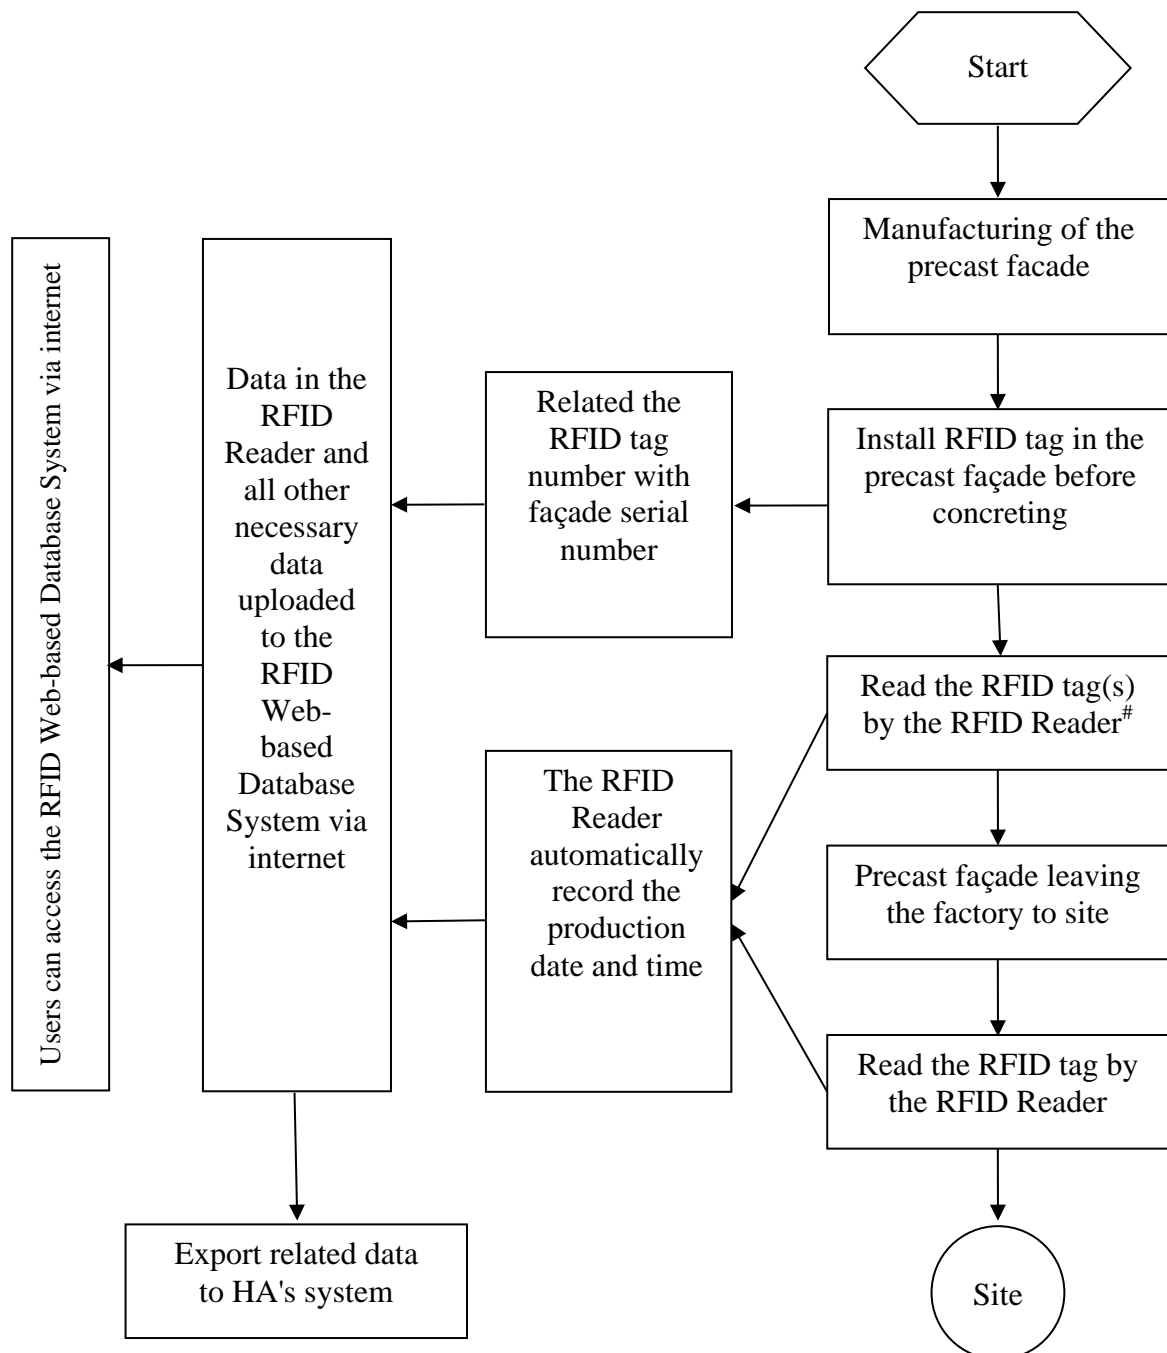 Start
Manufacturing of the
precast facade
Install RFID tag in the
precast façade before
concreting
Related the
RFID tag
number with
façade serial
number
Data in the
RFID
Reader and
all other
necessary
data
uploaded
to the
RFID
Web-
based
Database
System via
internet
Users can access the RFID Web-based Database System via internet
Read the RFID tag(s)
by the RFID Reader#
The RFID
Reader
automatically
record the
production
date and time
Precast façade leaving
the factory to site
Read the RFID tag by
the RFID Reader
Export related data
to HA's system
Site